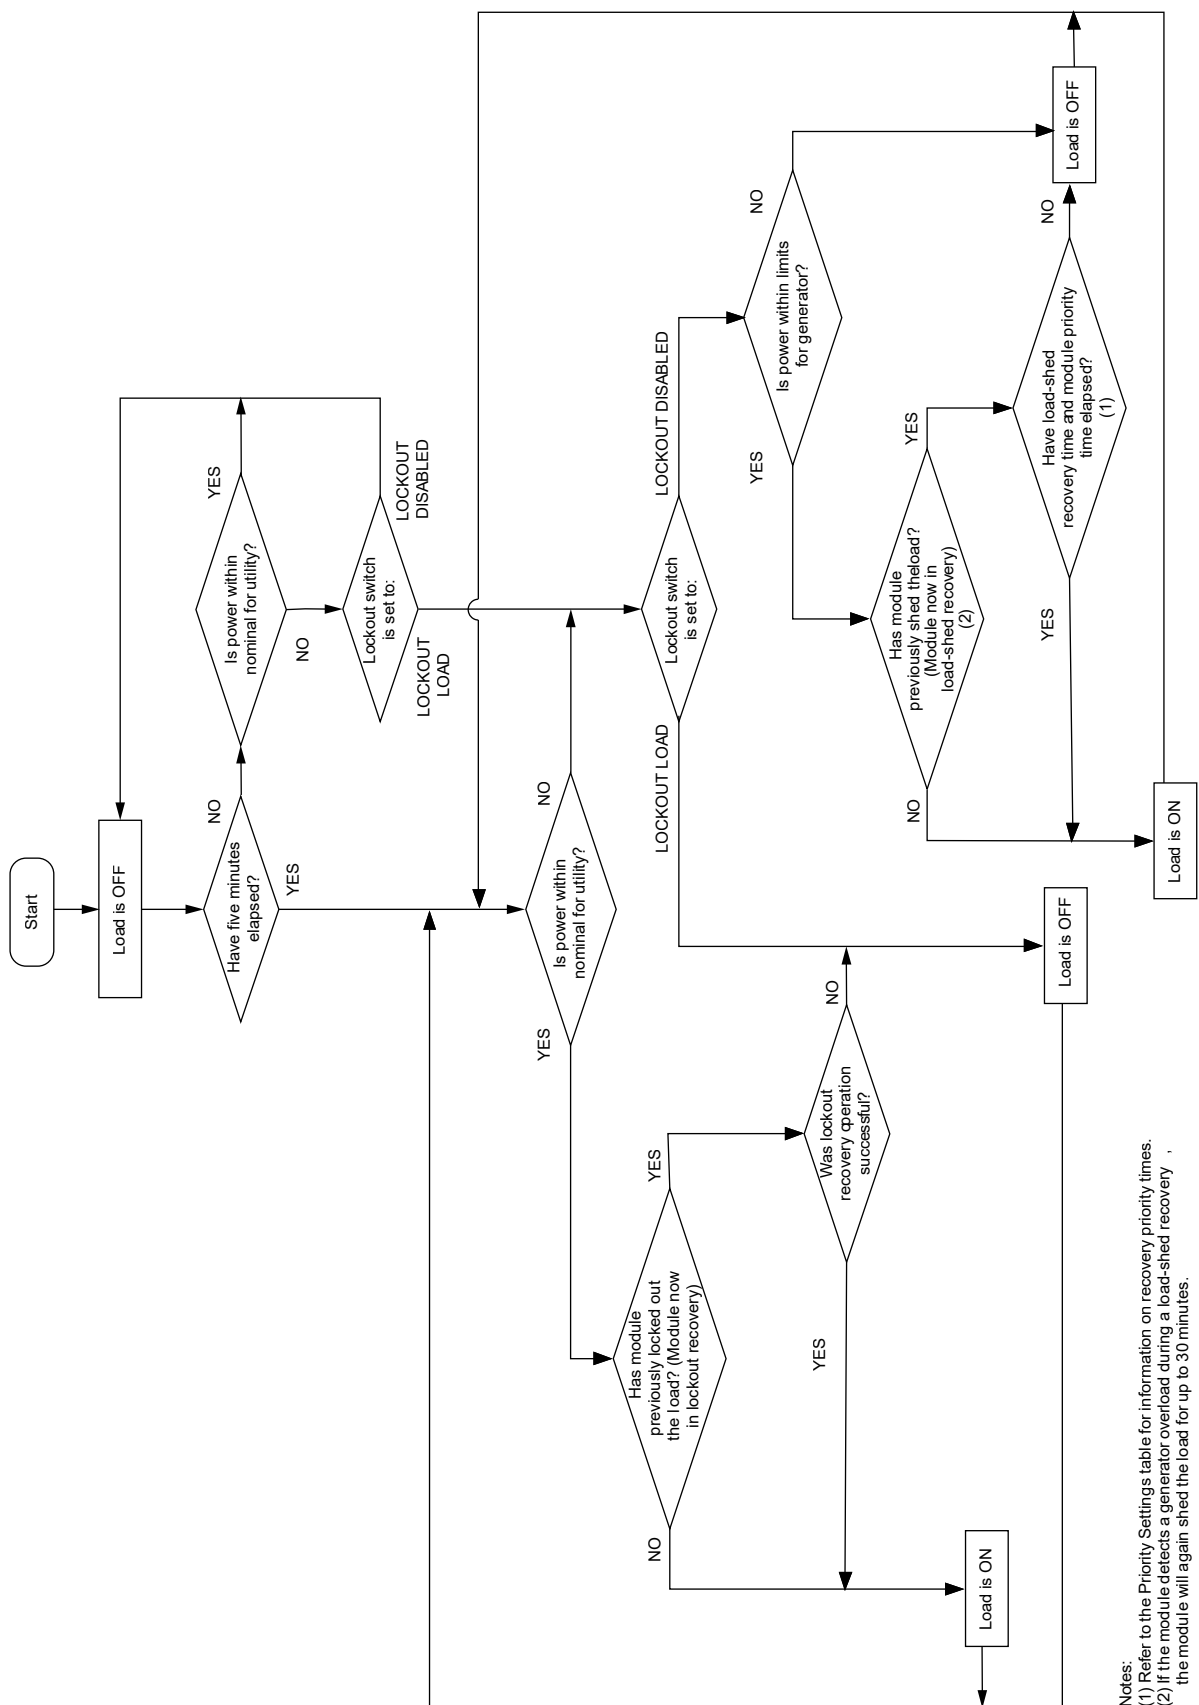 Start
Load is OFF
Have five minutes
elapsed?
NO
YES
Is power within
nominal for utility?
YES
NO
Lockout switch
is set to:
LOCKOUT
DISABLED
LOCKOUT
LOAD
Is power within
nominal for utility?
YES
NO
Lockout switch
is set to:
LOCKOUT LOAD
LOCKOUT DISABLED
Has module
previously locked out
the load? (Module now
in lockout recovery)
YES
NO
Was lockout
recovery operation
successful?
NO
YES
Is power within limits
for generator?
NO
YES
Has module
previously shed theload?
(Module now in
load-shed recovery)
(2)
YES
NO
Have load-shed
recovery time and module priority
time elapsed?
(1)
NO
YES
Load is ON
Load is OFF
Load is ON
Load is OFF
Notes:
(1) Refer to the Priority Settings table for information on recovery priority times.
(2) If the module detects a generator overload during a load-shed recovery ,
the module will again shed the load for up to 30 minutes.